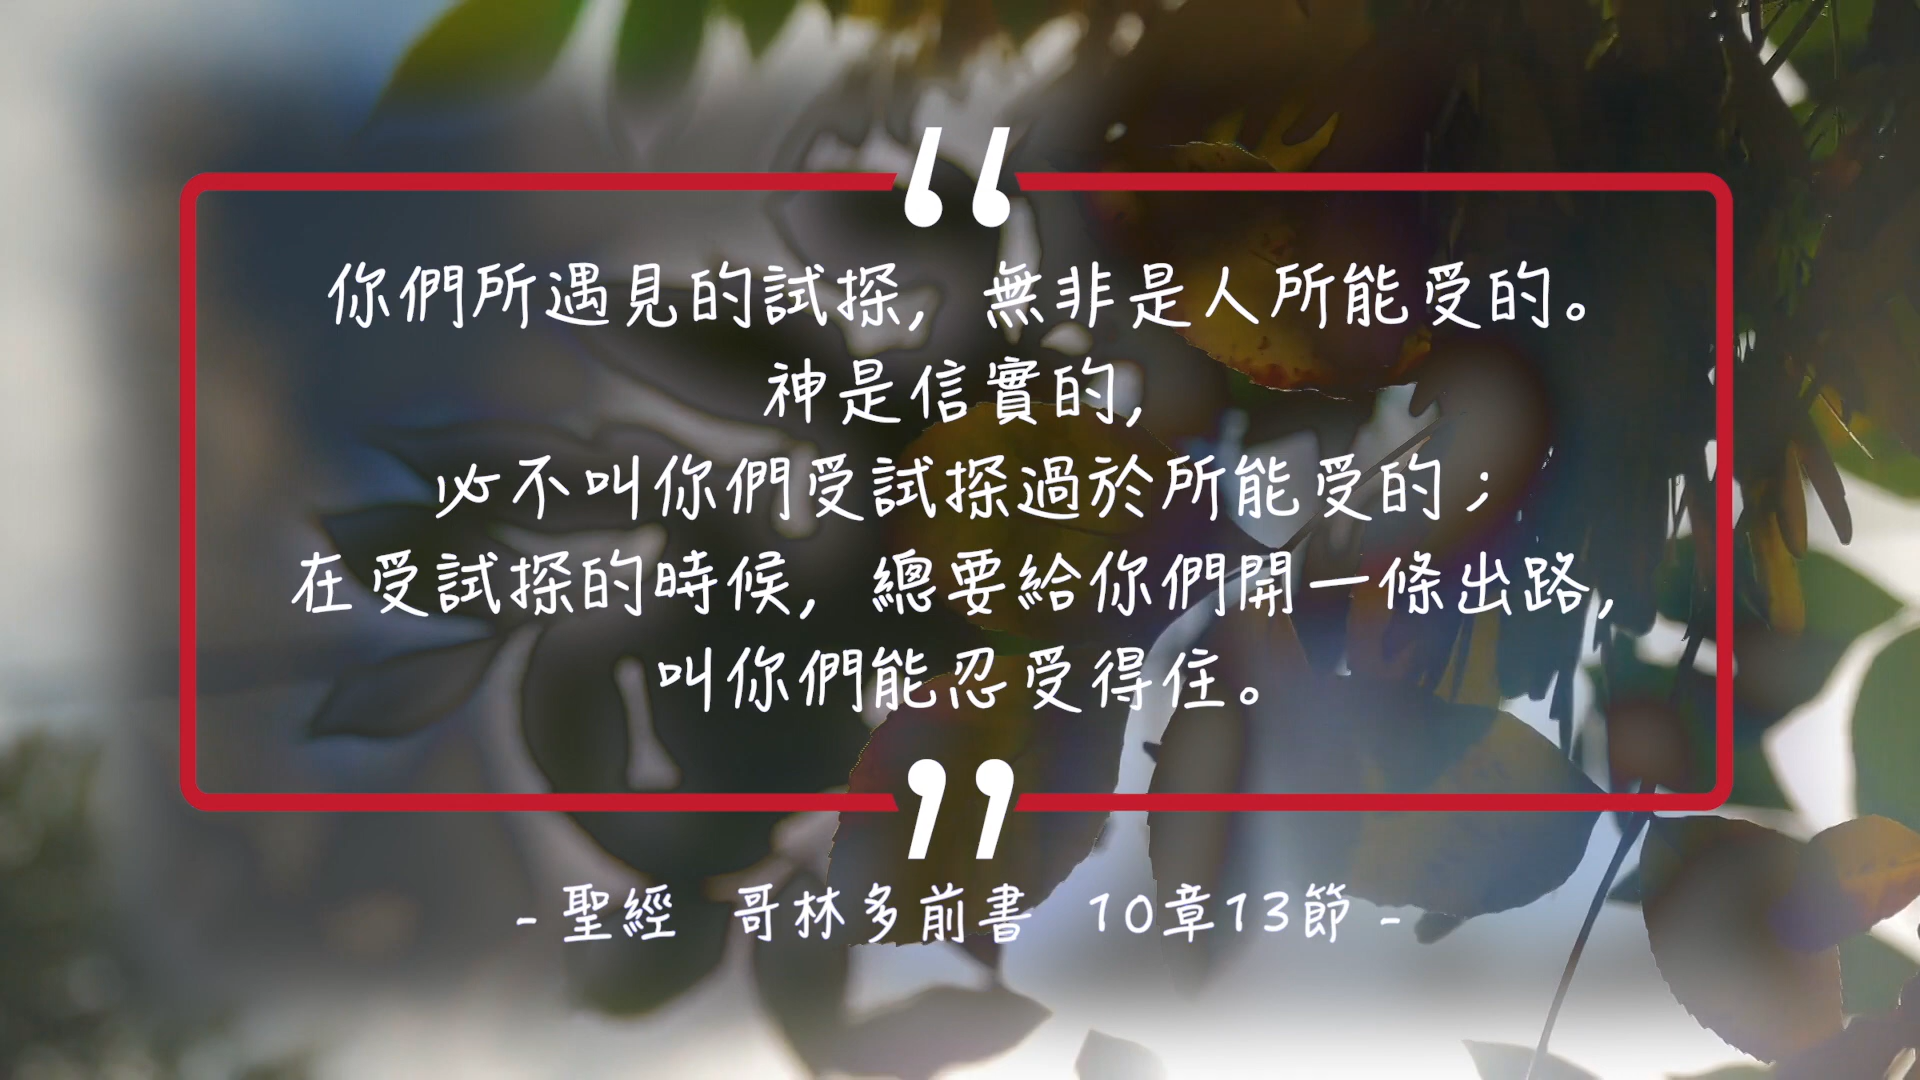 你們所遇見的試探，無非是人所能受的。
神是信實的，
必不叫你們受試探過於所能受的；
在受試探的時候，總要給你們開一條出路，
叫你們能忍受得住。
- 聖經 哥林多前書 10章13節 -